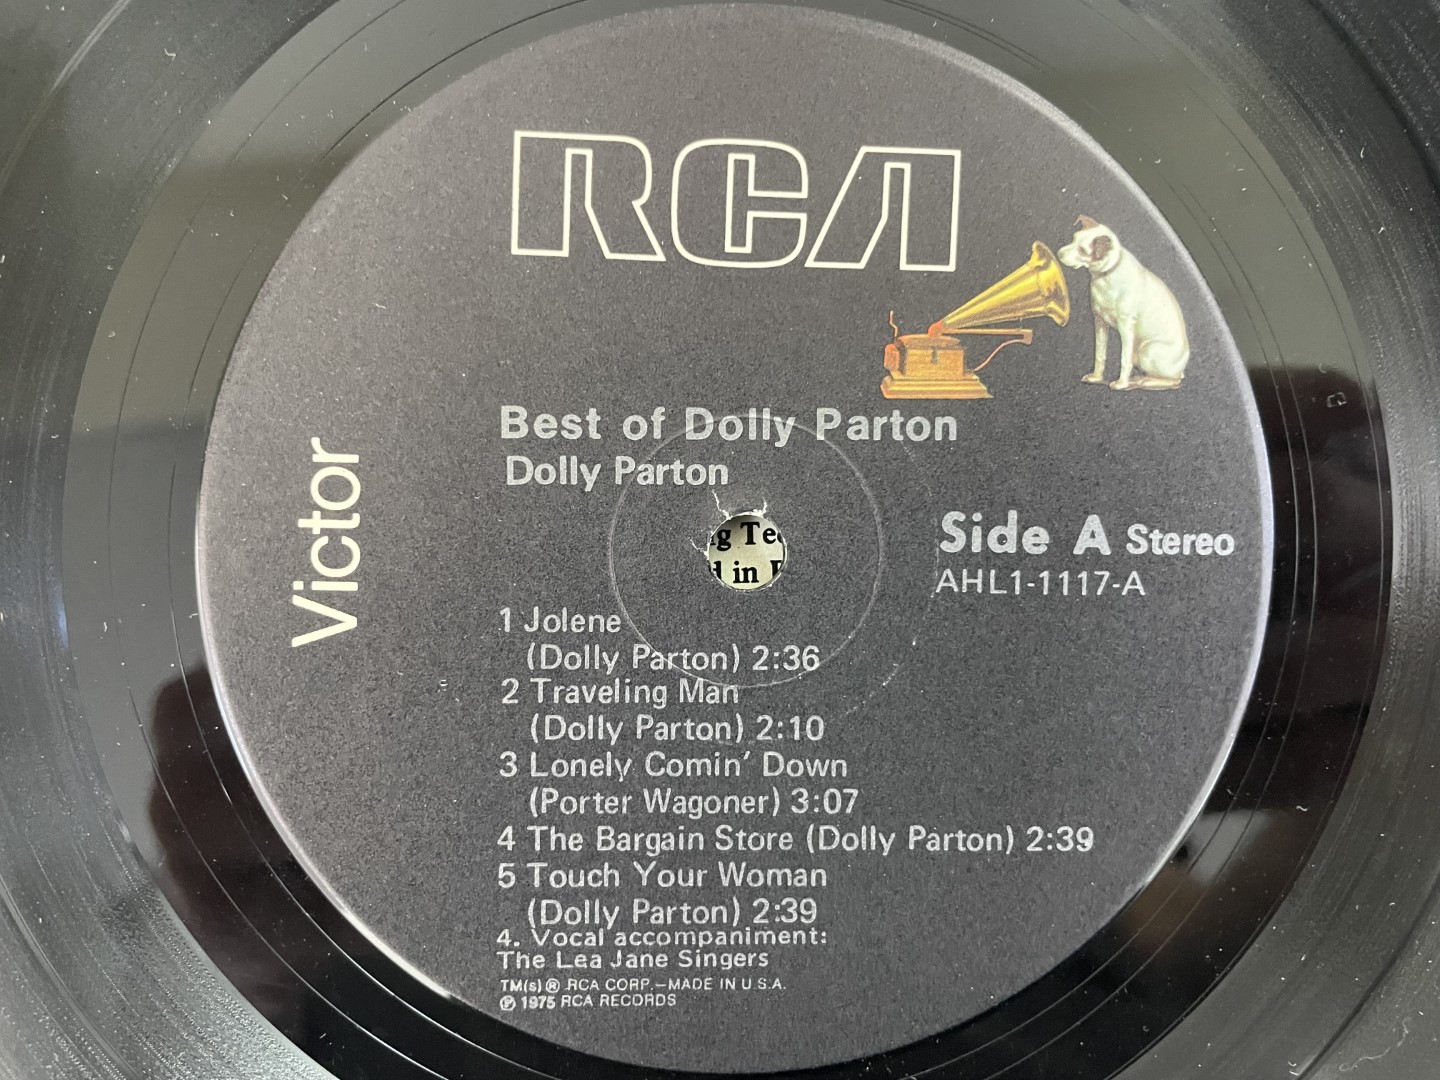 RCA
Victor
Best of Dolly Parton
Dolly Parton
Side A Stereo
AHL1-1117-A
1 Jolene
(Dolly Parton) 2:36
2 Traveling Man
(Dolly Parton) 2:10
3 Lonely Comin' Down
(Porter Wagoner) 3:07
4 The Bargain Store (Dolly Parton) 2:39
5 Touch Your Woman
(Dolly Parton) 2:39
4. Vocal accompaniment:
The Lea Jane Singers
TM(s) ® RCA CORP.—MADE IN U.S.A.
℗ 1975 RCA RECORDS
in